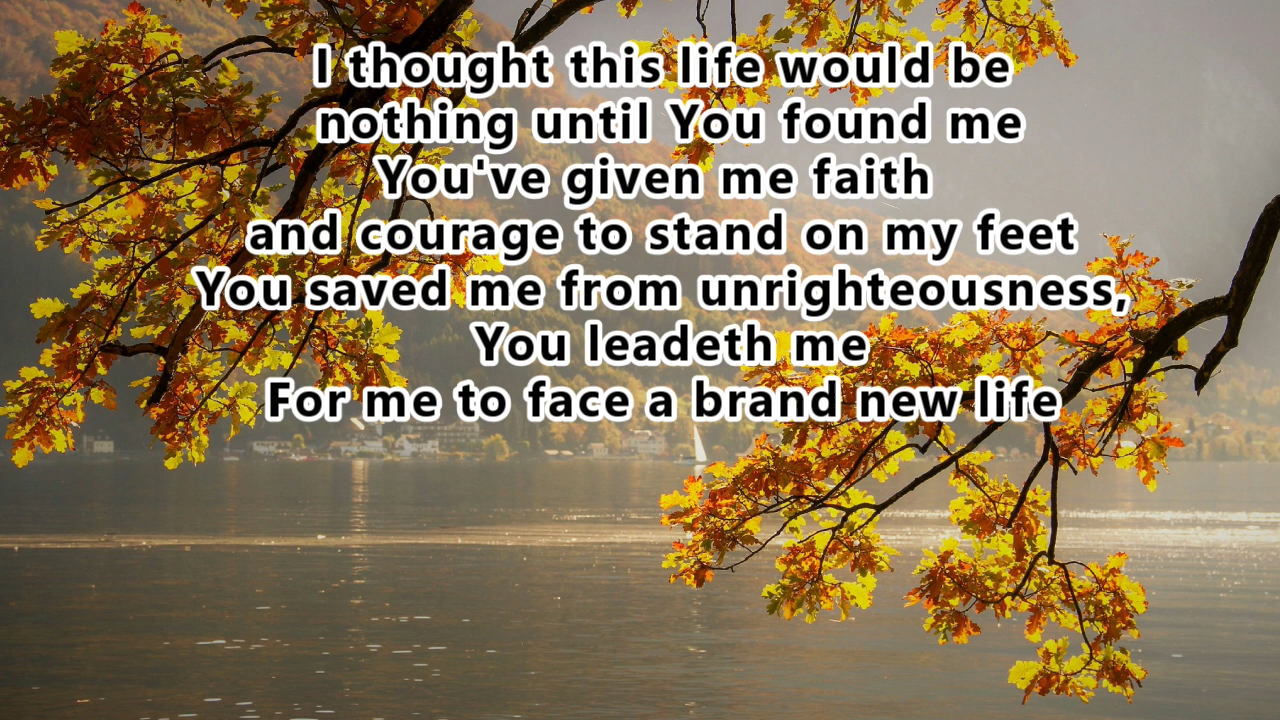 I thought this life would be
nothing until You found me
You've given me faith
and courage to stand on my feet
You saved me from unrighteousness,
You leadeth me
For me to face a brand new life